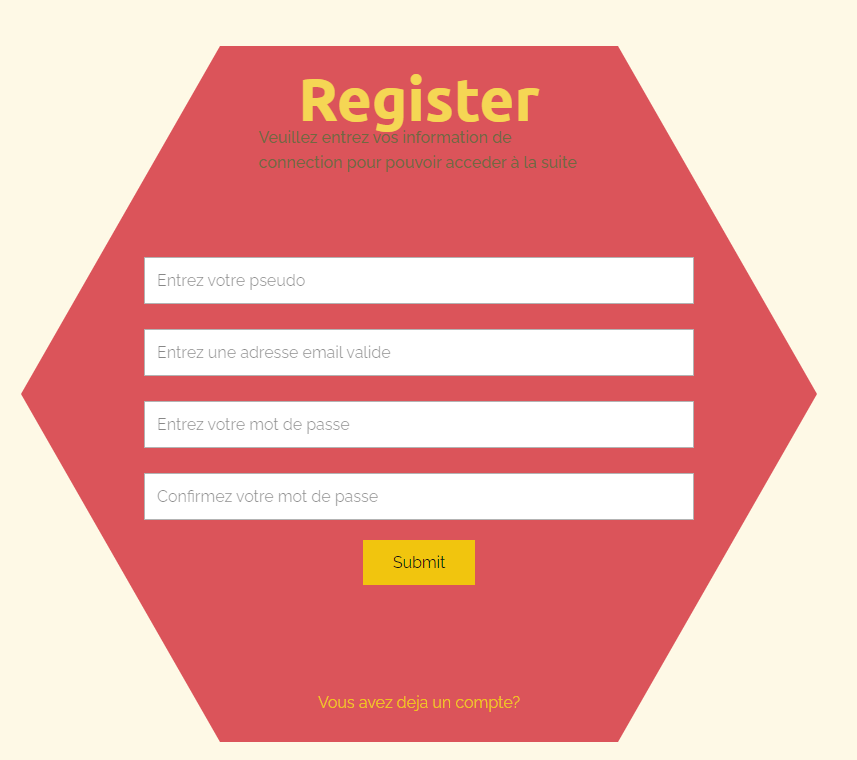 Register
Veuillez entrez vos information de
connection pour pouvoir acceder à la suite
Entrez votre pseudo
Entrez une adresse email valide
Entrez votre mot de passe
Confirmez votre mot de passe
Submit
Vous avez deja un compte?